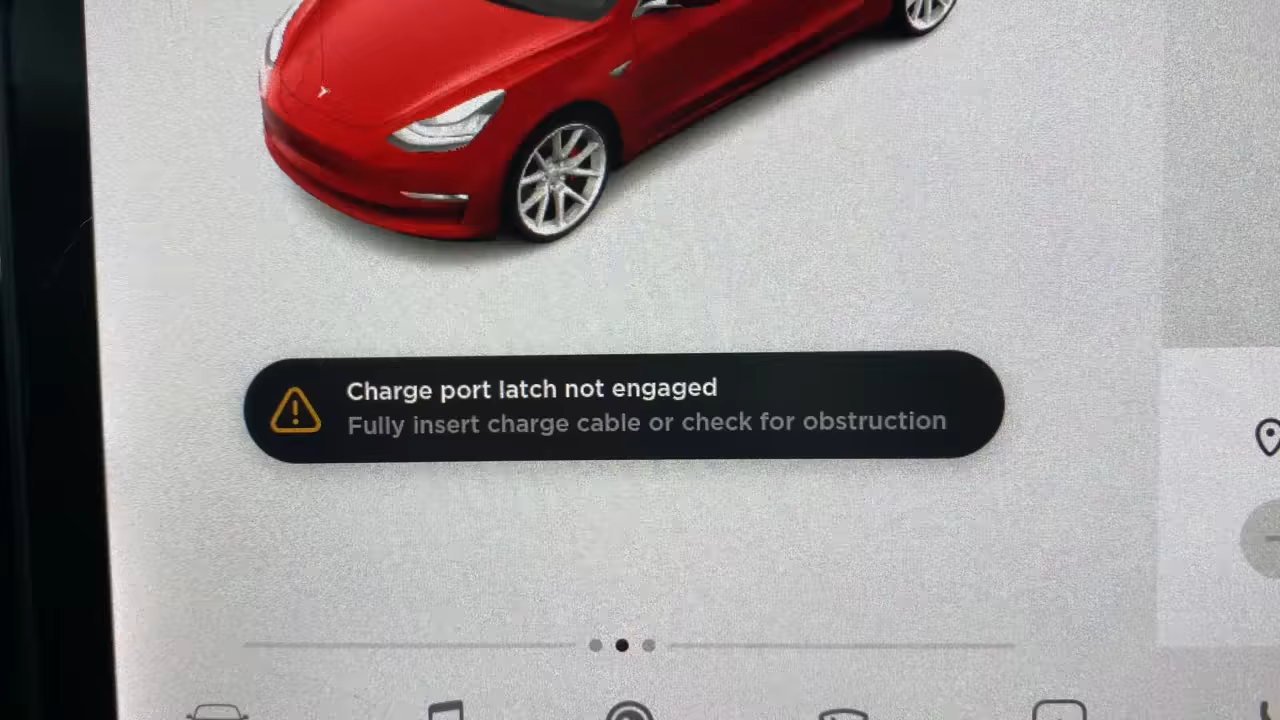 Charge port latch not engaged
Fully insert charge cable or check for obstruction